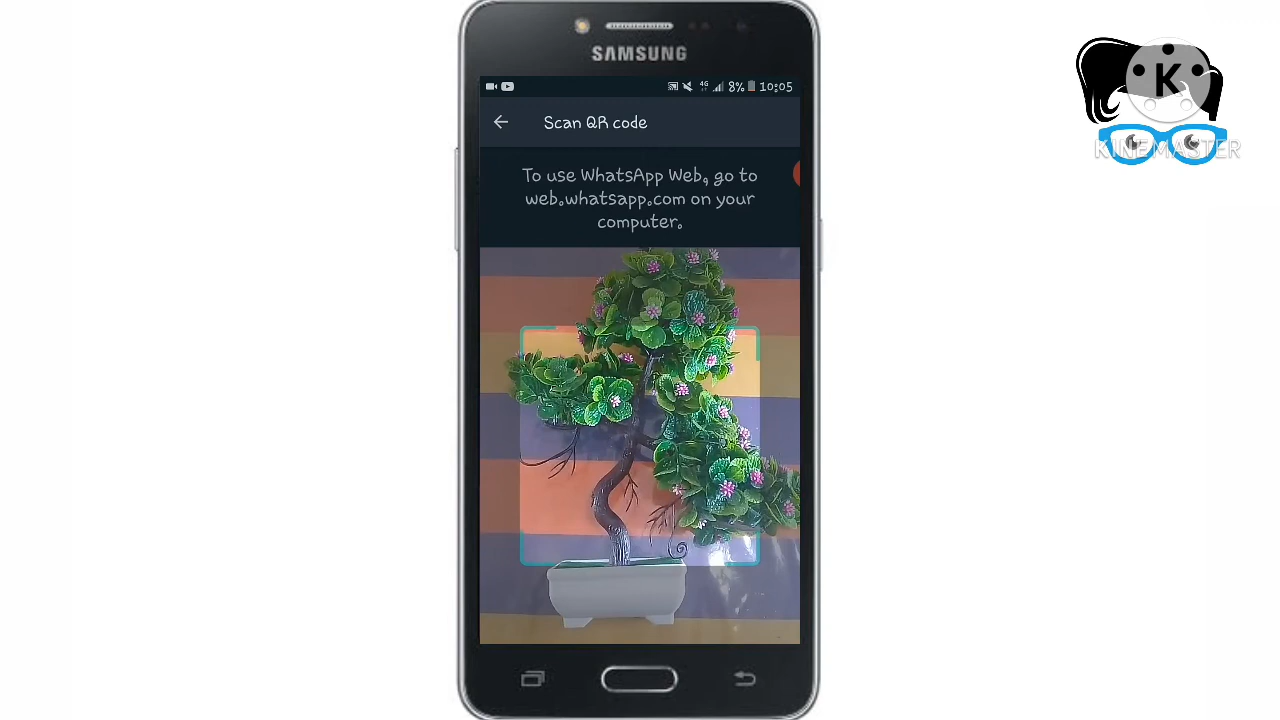 SAMSUNG
4G 8% 10:05
Scan QR code
To use WhatsApp Web, go to
web.whatsapp.com on your
computer.
K
KINEMASTER